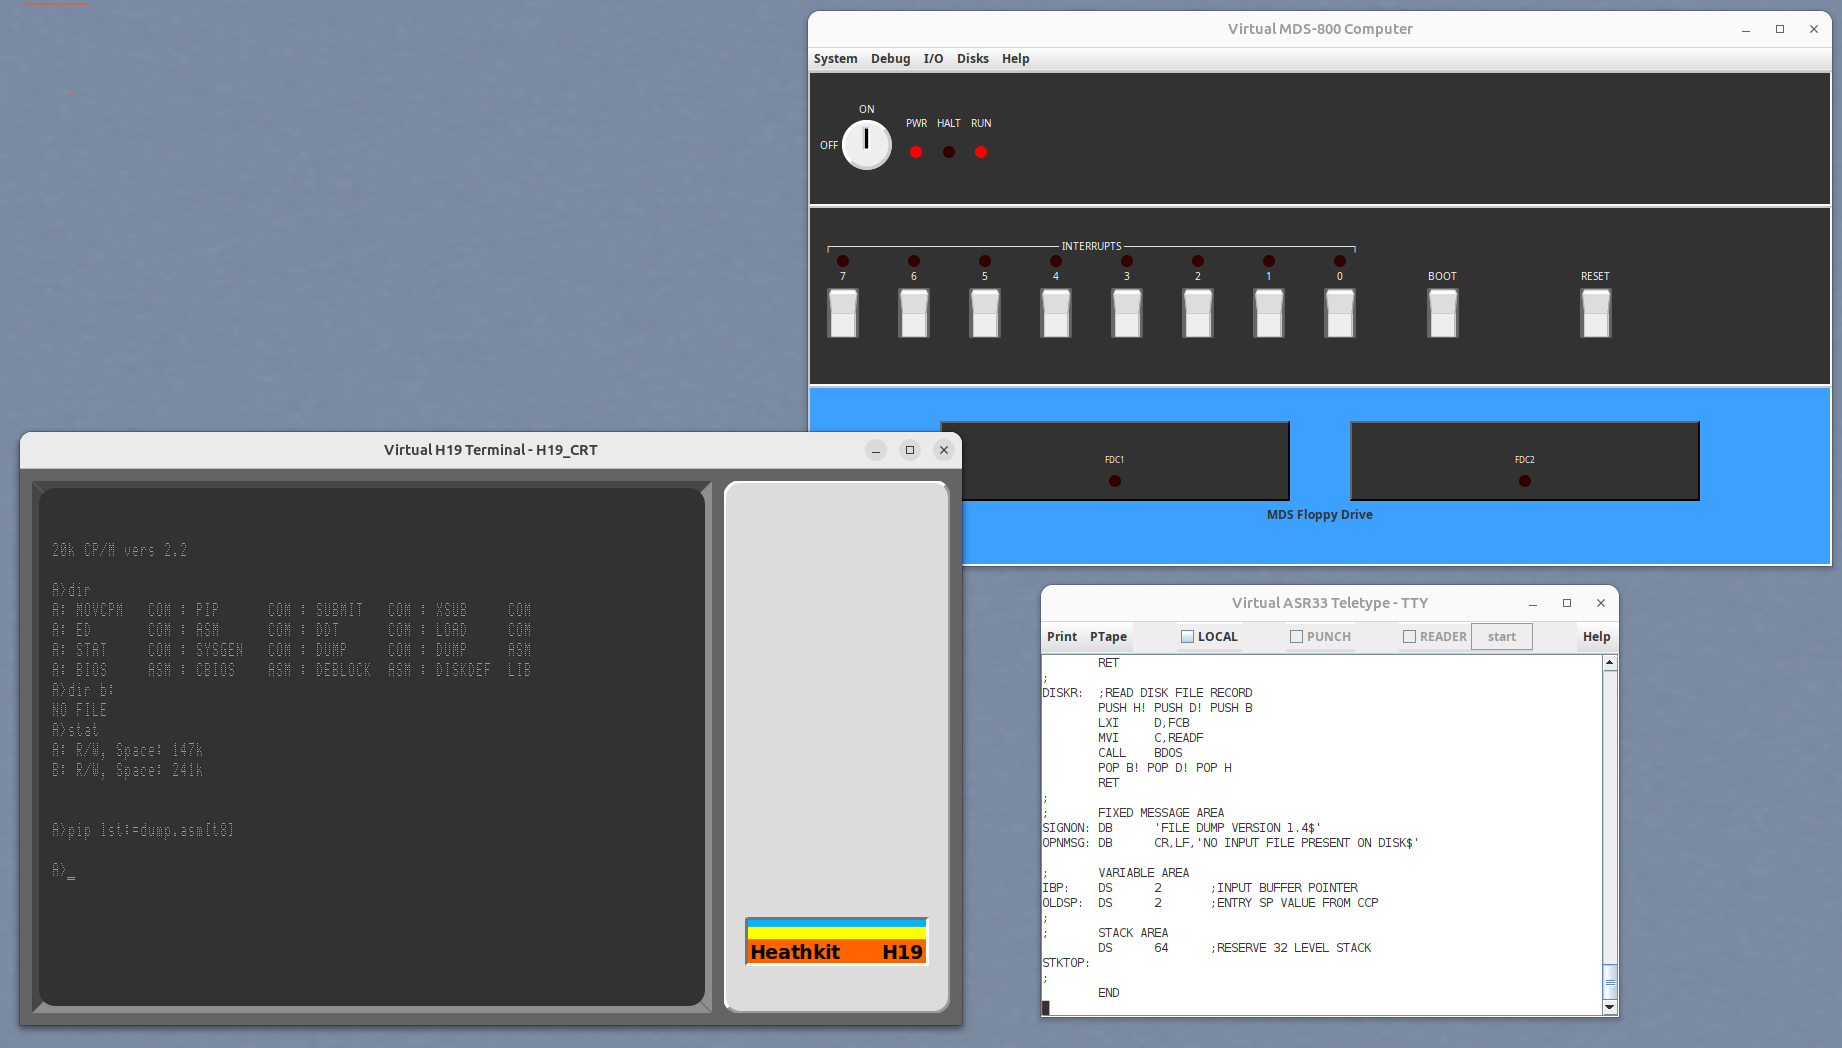 Virtual MDS-800 Computer
System Debug I/O Disks Help
ON
OFF
PWR HALT RUN
INTERRUPTS
7 6 5 4 3 2 1 0
BOOT
RESET
FDC1
FDC2
MDS Floppy Drive
Virtual H19 Terminal - H19_CRT
20k CP/M vers 2.2
A>dir
A: MOVCPM   COM : PIP      COM : SUBMIT   COM : XSUB     COM
A: ED       COM : ASM      COM : DDT      COM : LOAD     COM
A: STAT     COM : SYSGEN   COM : DUMP     COM : DUMP     ASM
A: BIOS     ASM : CBIOS    ASM : DEBLOCK  ASM : DISKDEF  LIB
A>dir b:
NO FILE
A>stat
A: R/W, Space: 147k
B: R/W, Space: 241k
A>pip lst:=dump.asm[t8]
A>_
Heathkit H19
Virtual ASR33 Teletype - TTY
Print PTape LOCAL PUNCH READER start Help
        RET
;
DISKR:  ;READ DISK FILE RECORD
        PUSH H! PUSH D! PUSH B
        LXI     D,FCB
        MVI     C,READF
        CALL    BDOS
        POP B! POP D! POP H
        RET
;
;       FIXED MESSAGE AREA
SIGNON: DB      'FILE DUMP VERSION 1.4$'
OPNMSG: DB      CR,LF,'NO INPUT FILE PRESENT ON DISK$'
;       VARIABLE AREA
IBP:    DS      2       ;INPUT BUFFER POINTER
OLDSP:  DS      2       ;ENTRY SP VALUE FROM CCP
;
;       STACK AREA
        DS      64      ;RESERVE 32 LEVEL STACK
STKTOP:
;
        END